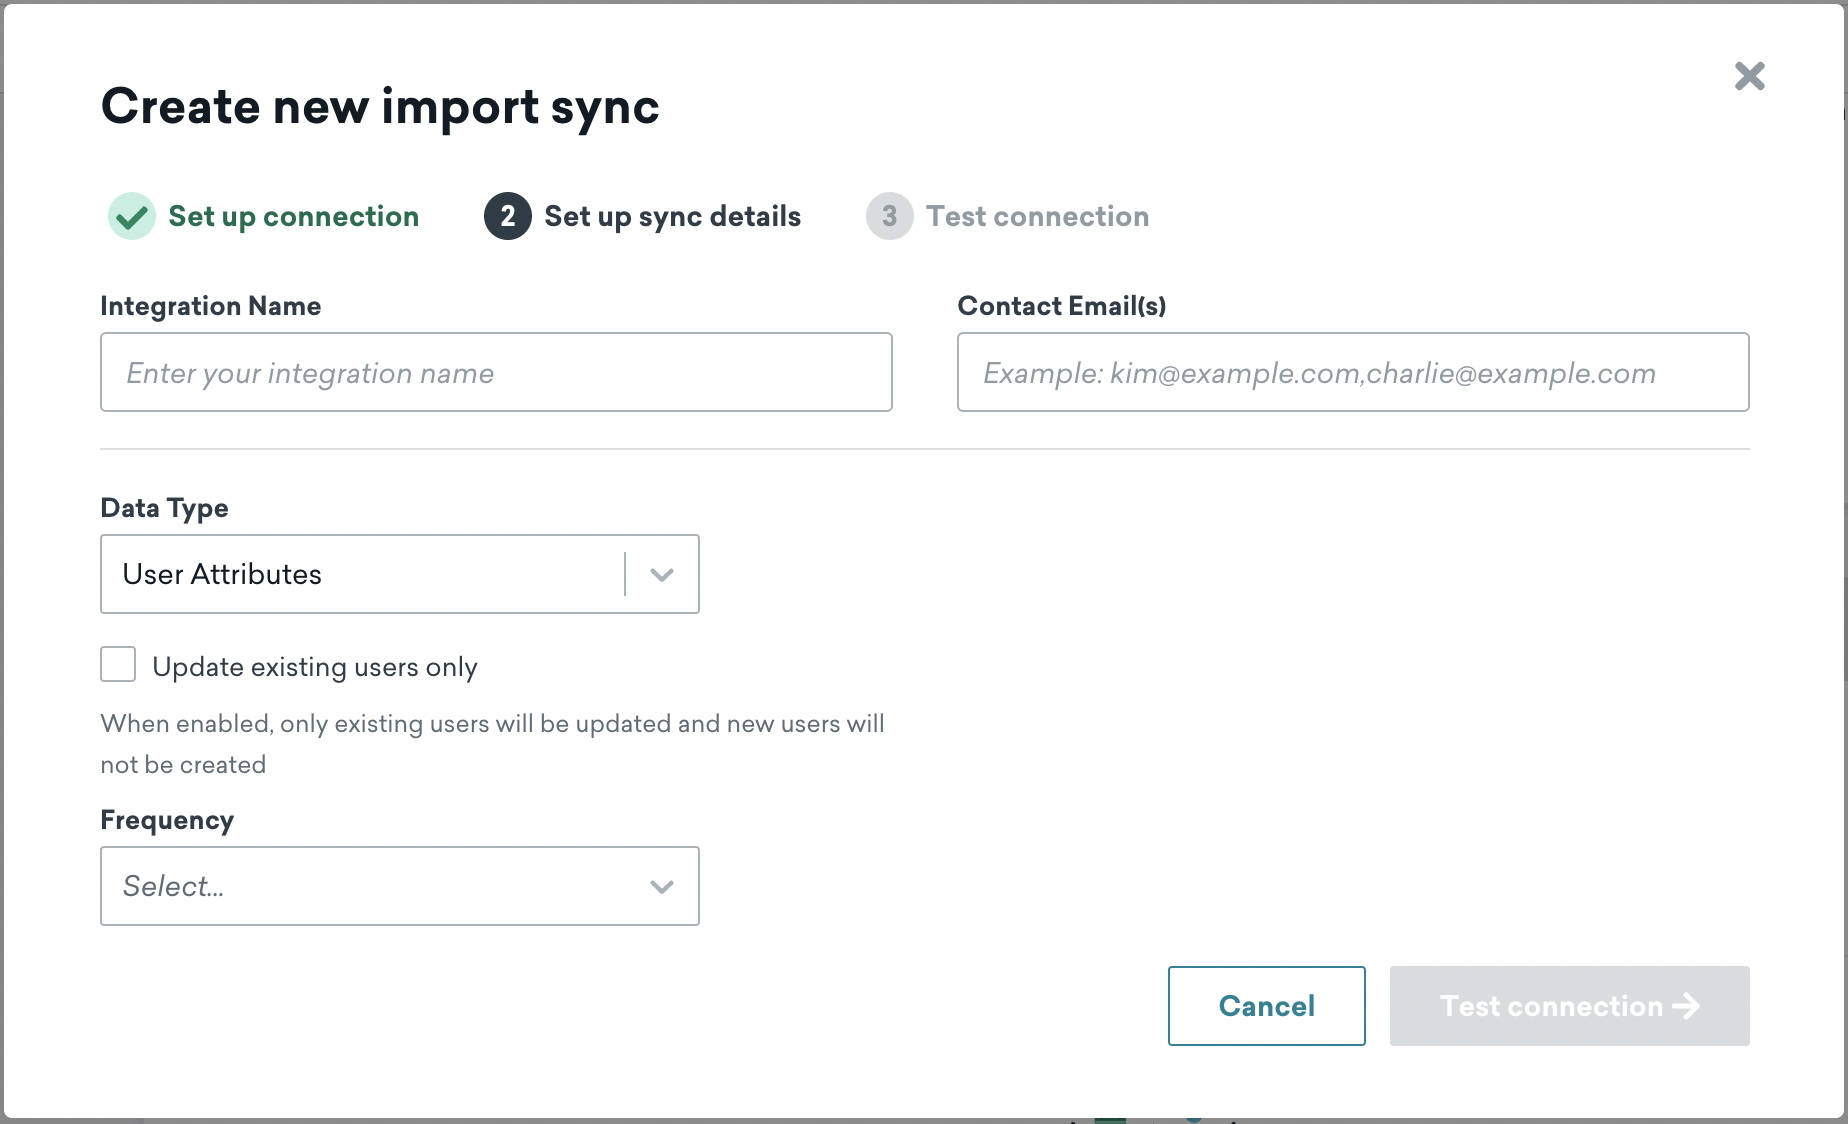 Create new import sync
Set up connection
2 Set up sync details
3 Test connection
Integration Name
Enter your integration name
Contact Email(s)
Example: kim@example.com,charlie@example.com
Data Type
User Attributes
Update existing users only
When enabled, only existing users will be updated and new users will
not be created
Frequency
Select...
Cancel
Test connection